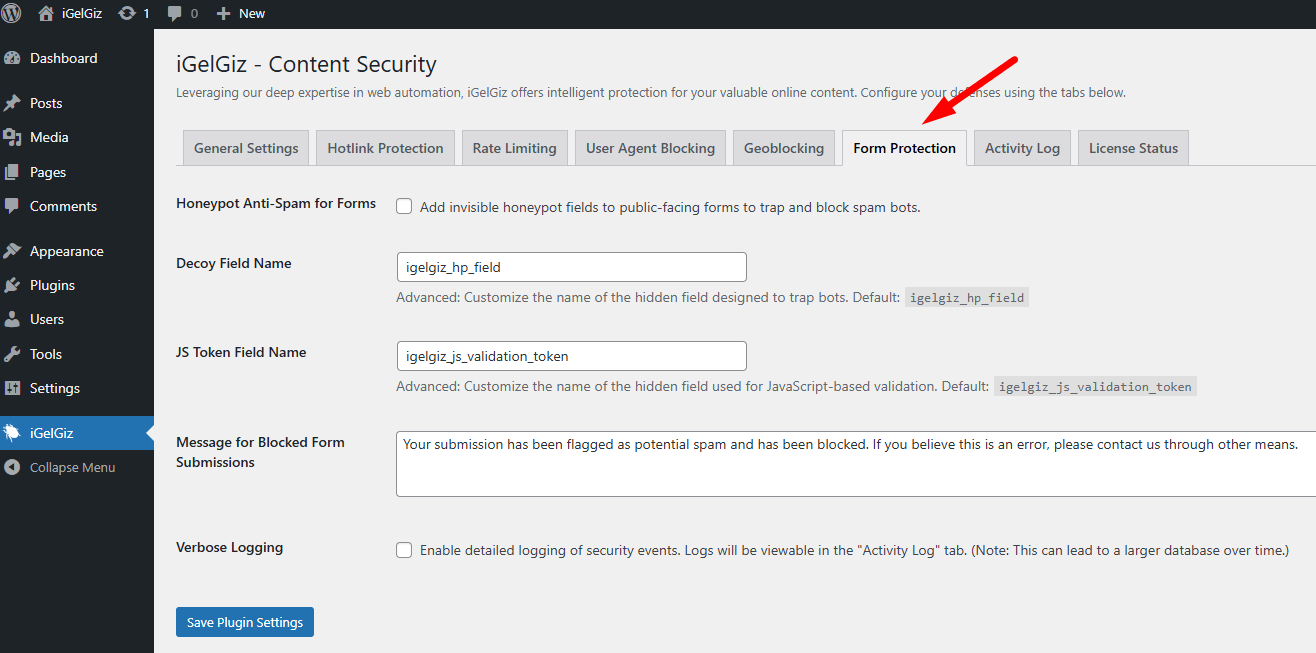 iGelGiz 1 0 New
Dashboard
Posts
Media
Pages
Comments
Appearance
Plugins
Users
Tools
Settings
iGelGiz
Collapse Menu
iGelGiz - Content Security
Leveraging our deep expertise in web automation, iGelGiz offers intelligent protection for your valuable online content. Configure your defenses using the tabs below.
General Settings Hotlink Protection Rate Limiting User Agent Blocking Geoblocking Form Protection Activity Log License Status
Honeypot Anti-Spam for Forms Add invisible honeypot fields to public-facing forms to trap and block spam bots.
Decoy Field Name igelgiz_hp_field
Advanced: Customize the name of the hidden field designed to trap bots. Default: igelgiz_hp_field
JS Token Field Name igelgiz_js_validation_token
Advanced: Customize the name of the hidden field used for JavaScript-based validation. Default: igelgiz_js_validation_token
Message for Blocked Form
Submissions
Your submission has been flagged as potential spam and has been blocked. If you believe this is an error, please contact us through other means.
Verbose Logging Enable detailed logging of security events. Logs will be viewable in the "Activity Log" tab. (Note: This can lead to a larger database over time.)
Save Plugin Settings